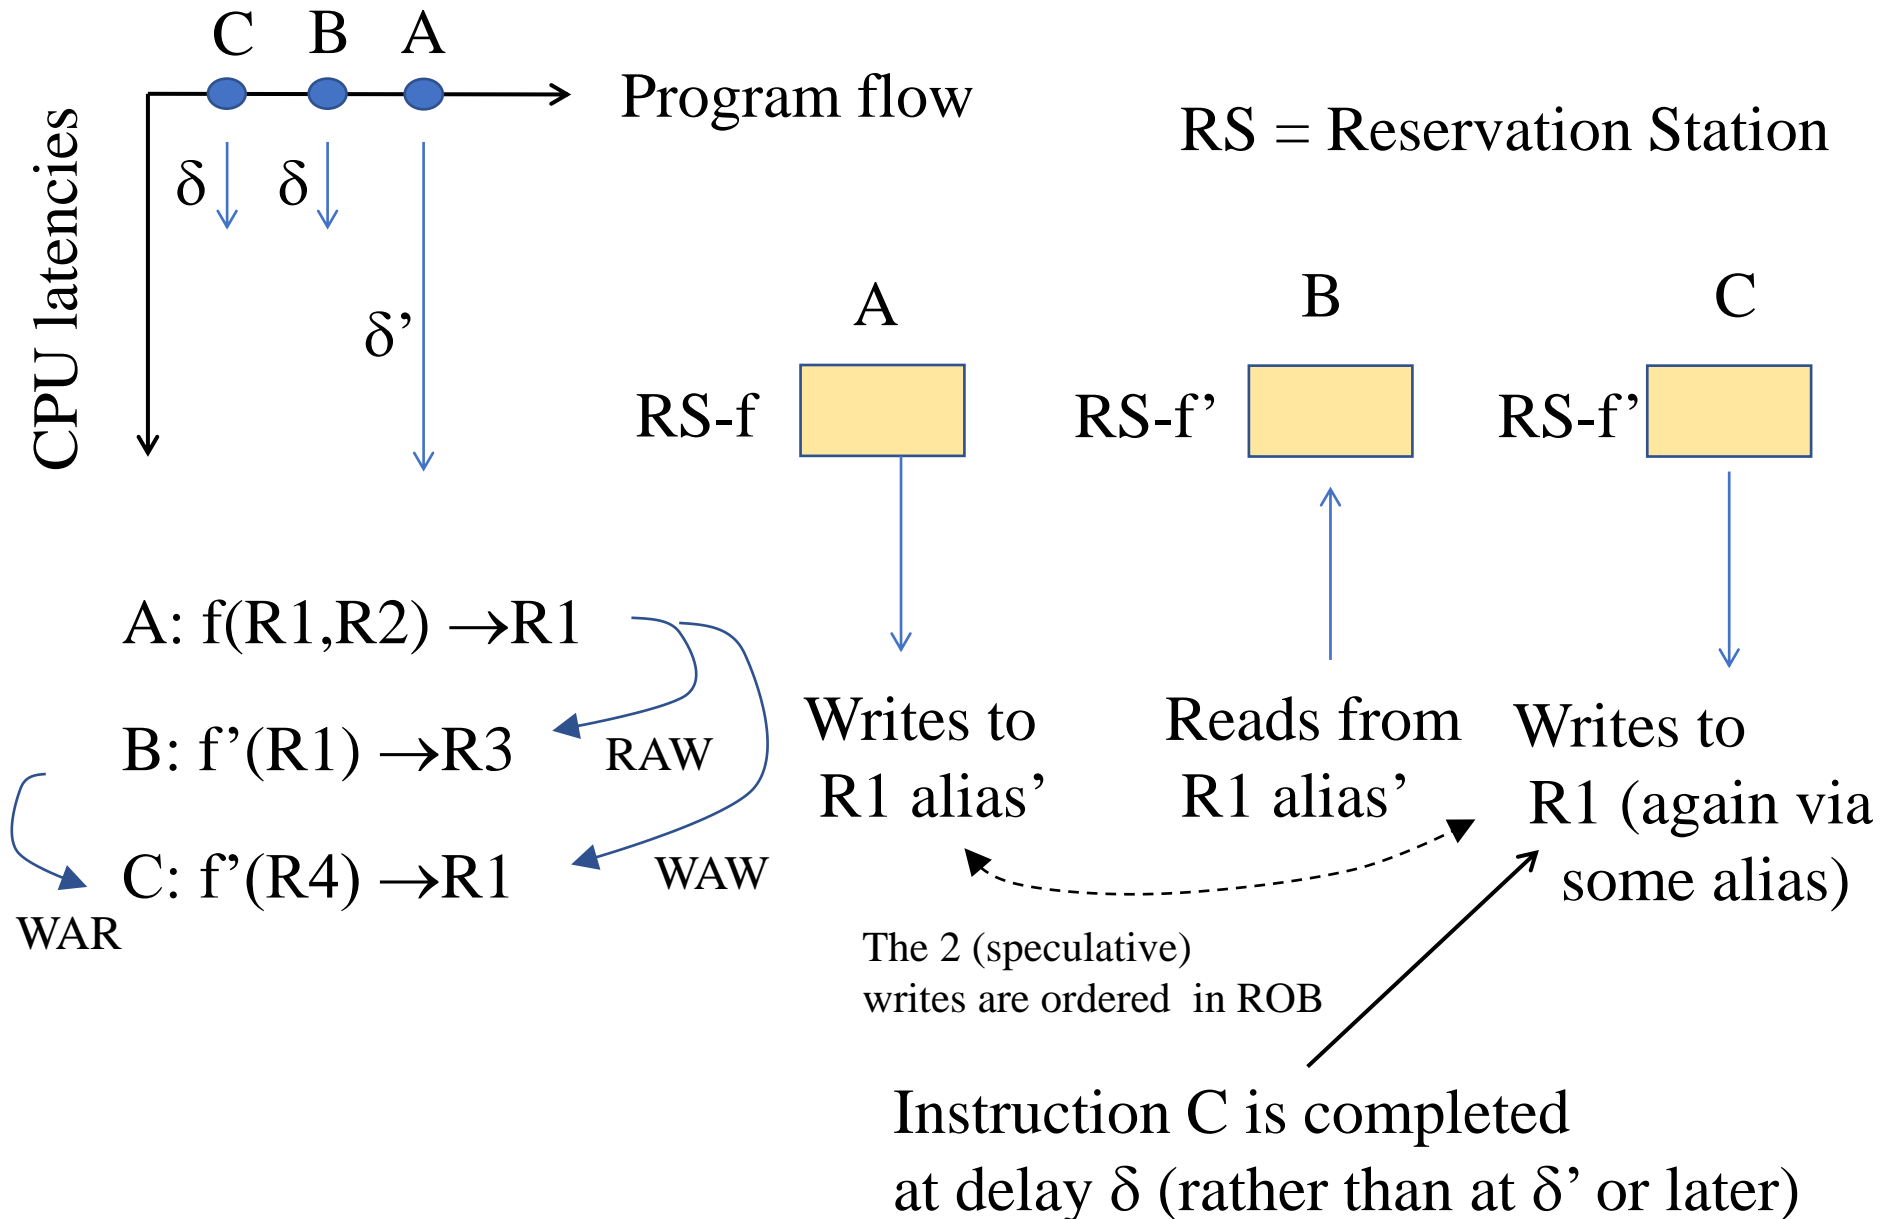 C B A
Program flow
CPU latencies
RS = Reservation Station
δ δ
δ’
A B C
RS-f RS-f’ RS-f’
A: f(R1,R2) →R1
B: f’(R1) →R3
RAW
C: f’(R4) →R1
WAW
WAR
Writes to
R1 alias’
Reads from
R1 alias’
Writes to
R1 (again via
some alias)
The 2 (speculative)
writes are ordered in ROB
Instruction C is completed
at delay δ (rather than at δ’ or later)